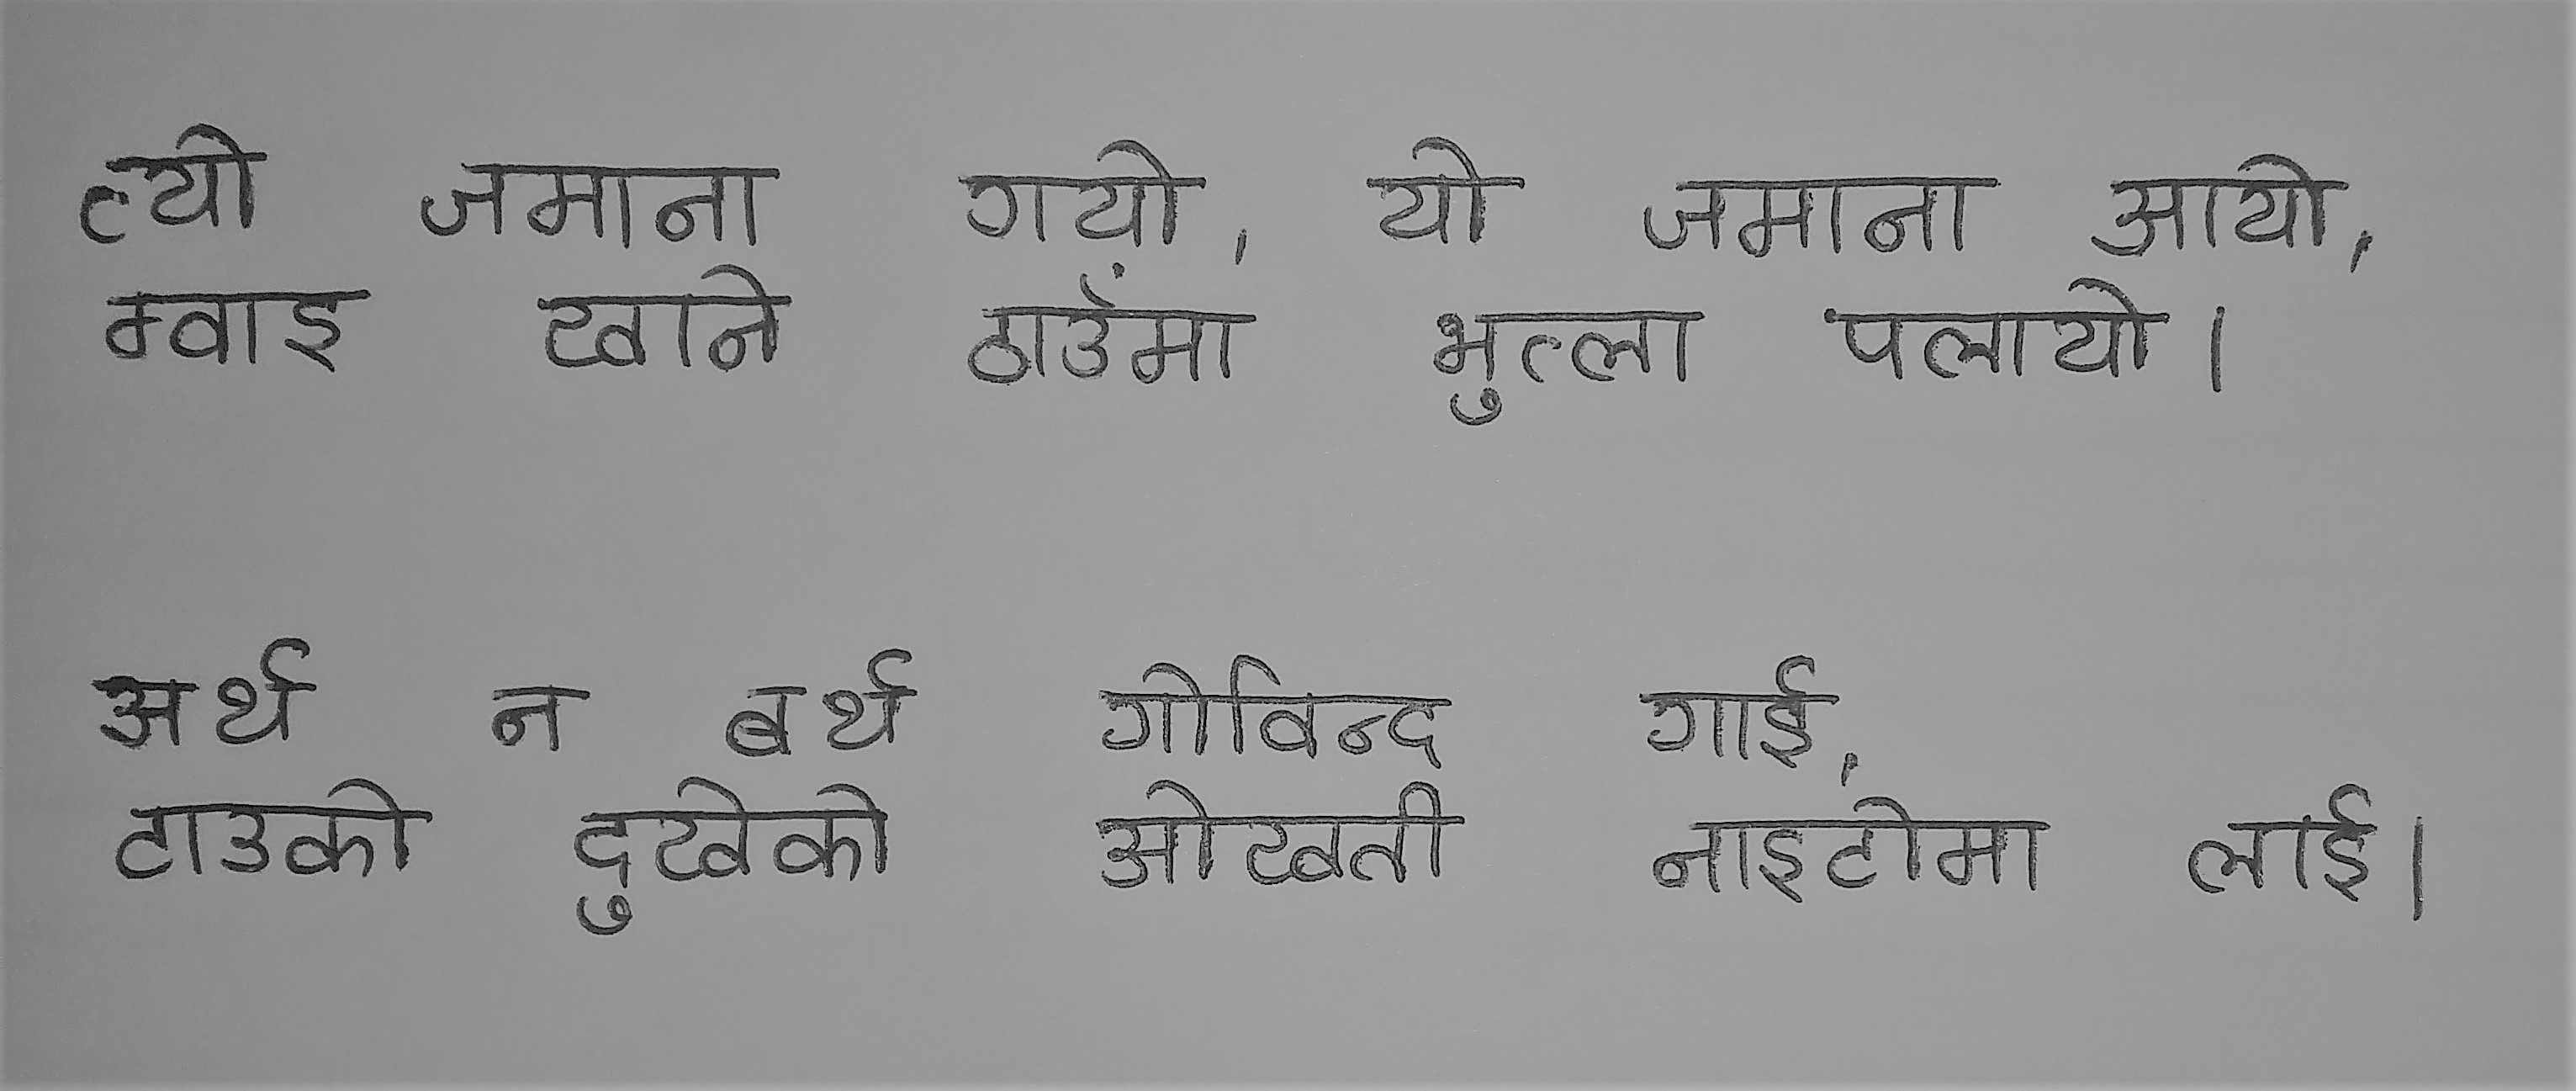 त्यो जमाना गयो, यो जमाना आयो,
म्वाइ खाने ठाउँमा भुत्ला पलायो।
अर्थ न बर्थ गोविन्द गाई,
टाउको दुखेको ओखती नाइटोमा लाई।